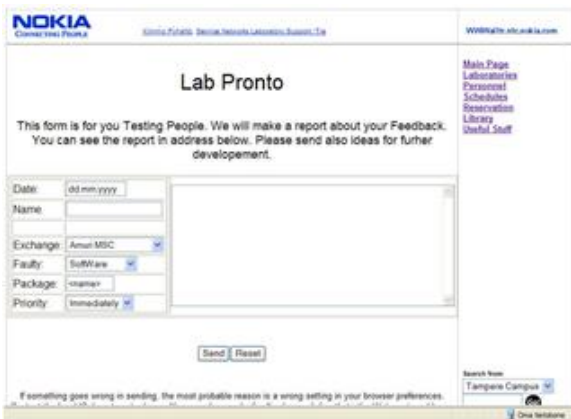 NOKIA
CONNECTING PEOPLE
Lab Pronto
This form is for you Testing People. We will make a report about your Feedback.
You can see the report in address below. Please send also ideas for furher
developement.
Date: dd.mm.yyyy
Name
Exchange: Amuri MSC
Faulty: SoftWare
Package: <name>
Priority: Immediately
Send Reset
If something goes wrong in sending, the most probable reason is a wrong setting in your browser preferences.
Main Page
Laboratories
Personnel
Schedules
Reservation
Library
Useful Stuff
Search from:
Tampere Campus
Oma tietokone